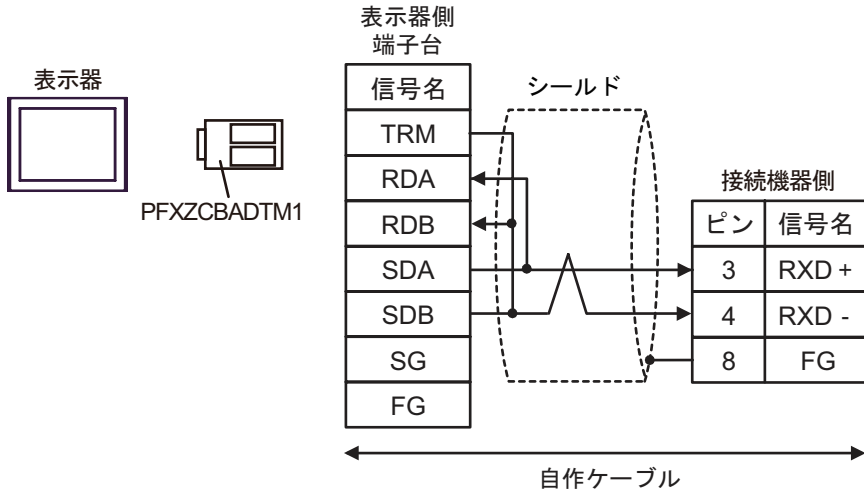 表示器
PFXZCBADTM1
表示器側
端子台
信号名
TRM
RDA
RDB
SDA
SDB
SG
FG
シールド
接続機器側
ピン 信号名
3 RXD +
4 RXD -
8 FG
自作ケーブル